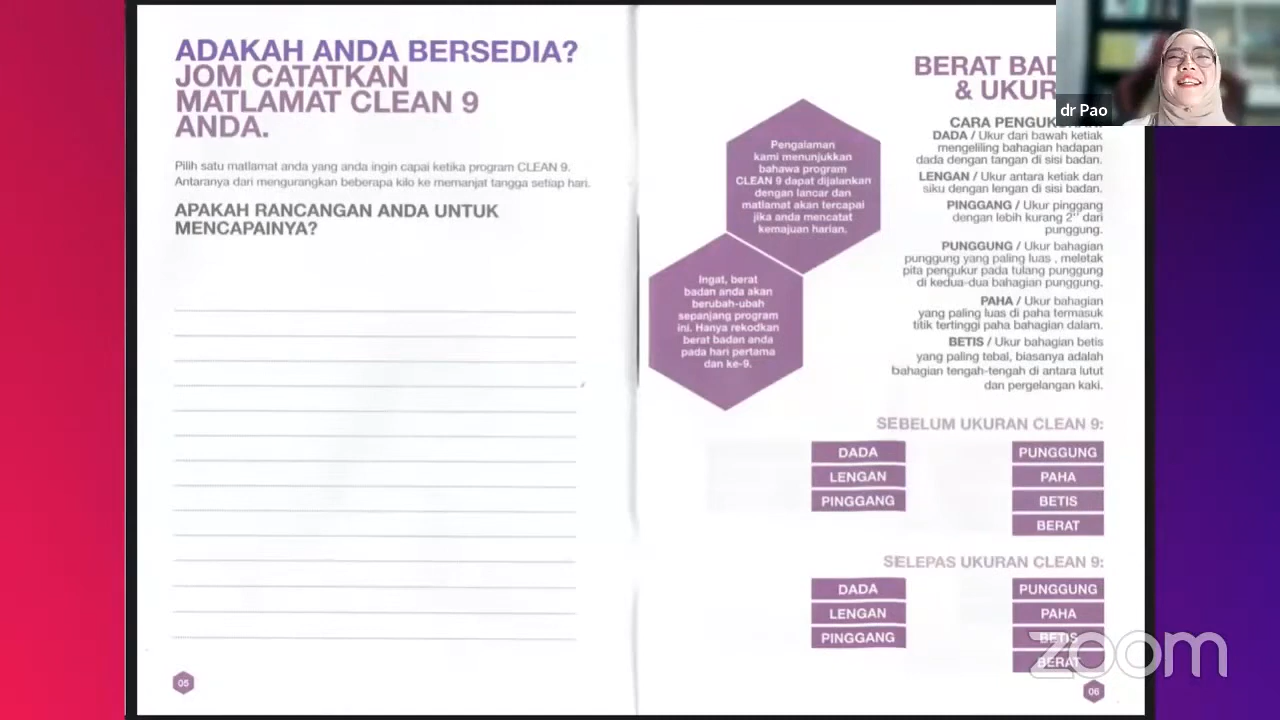 ADAKAH ANDA BERSEDIA?
JOM CATATKAN
MATLAMAT CLEAN 9
ANDA.
Pilih satu matlamat anda yang anda ingin capai ketika program CLEAN 9.
Antaranya dari mengurangkan beberapa kilo ke memanjat tangga setiap hari.
APAKAH RANCANGAN ANDA UNTUK
MENCAPAINYA?
05
Pengalaman
kami menunjukkan
bahawa program
CLEAN 9 dapat dijalankan
dengan lancar dan
matlamat akan tercapai
jika anda mencatat
kemajuan harian.
Ingat, berat
badan anda akan
berubah-ubah
sepanjang program
ini. Hanya rekodkan
berat badan anda
pada hari pertama
dan ke-9.
BERAT
&
CARA
DADA / Ukur dari bawah ketiak
mengeliling bahagian hadapan
dada dengan tangan di sisi badan.
LENGAN / Ukur antara ketiak dan
siku dengan lengan di sisi badan.
PINGGANG / Ukur pinggang
dengan lebih kurang 2" dari
punggung.
PUNGGUNG / Ukur bahagian
punggung yang paling luas , meletak
pita pengukur pada tulang punggung
di kedua-dua bahagian punggung.
PAHA / Ukur bahagian
yang paling luas di paha termasuk
titik tertinggi paha bahagian dalam.
BETIS / Ukur bahagian betis
yang paling tebal, biasanya adalah
bahagian tengah-tengah di antara lutut
dan pergelangan kaki.
SEBELUM UKURAN CLEAN 9:
DADA
LENGAN
PINGGANG
PUNGGUNG
PAHA
BETIS
BERAT
SELEPAS UKURAN CLEAN 9:
DADA
LENGAN
PINGGANG
PUNGGUNG
PAHA
BETIS
BERAT
06
dr Pao
zoom